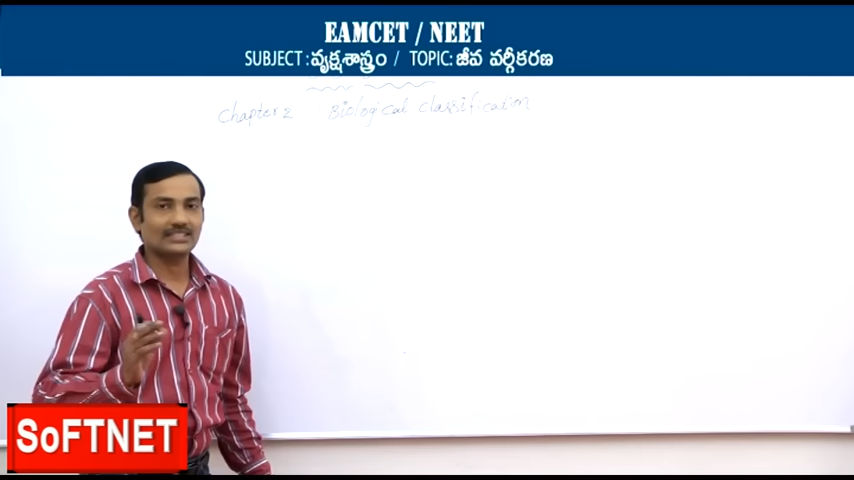 EAMCET / NEET
SUBJECT : వృక్షశాస్త్రం / TOPIC: జీవ వర్గీకరణ
Chapter 2 Biological classification
SoFTNET